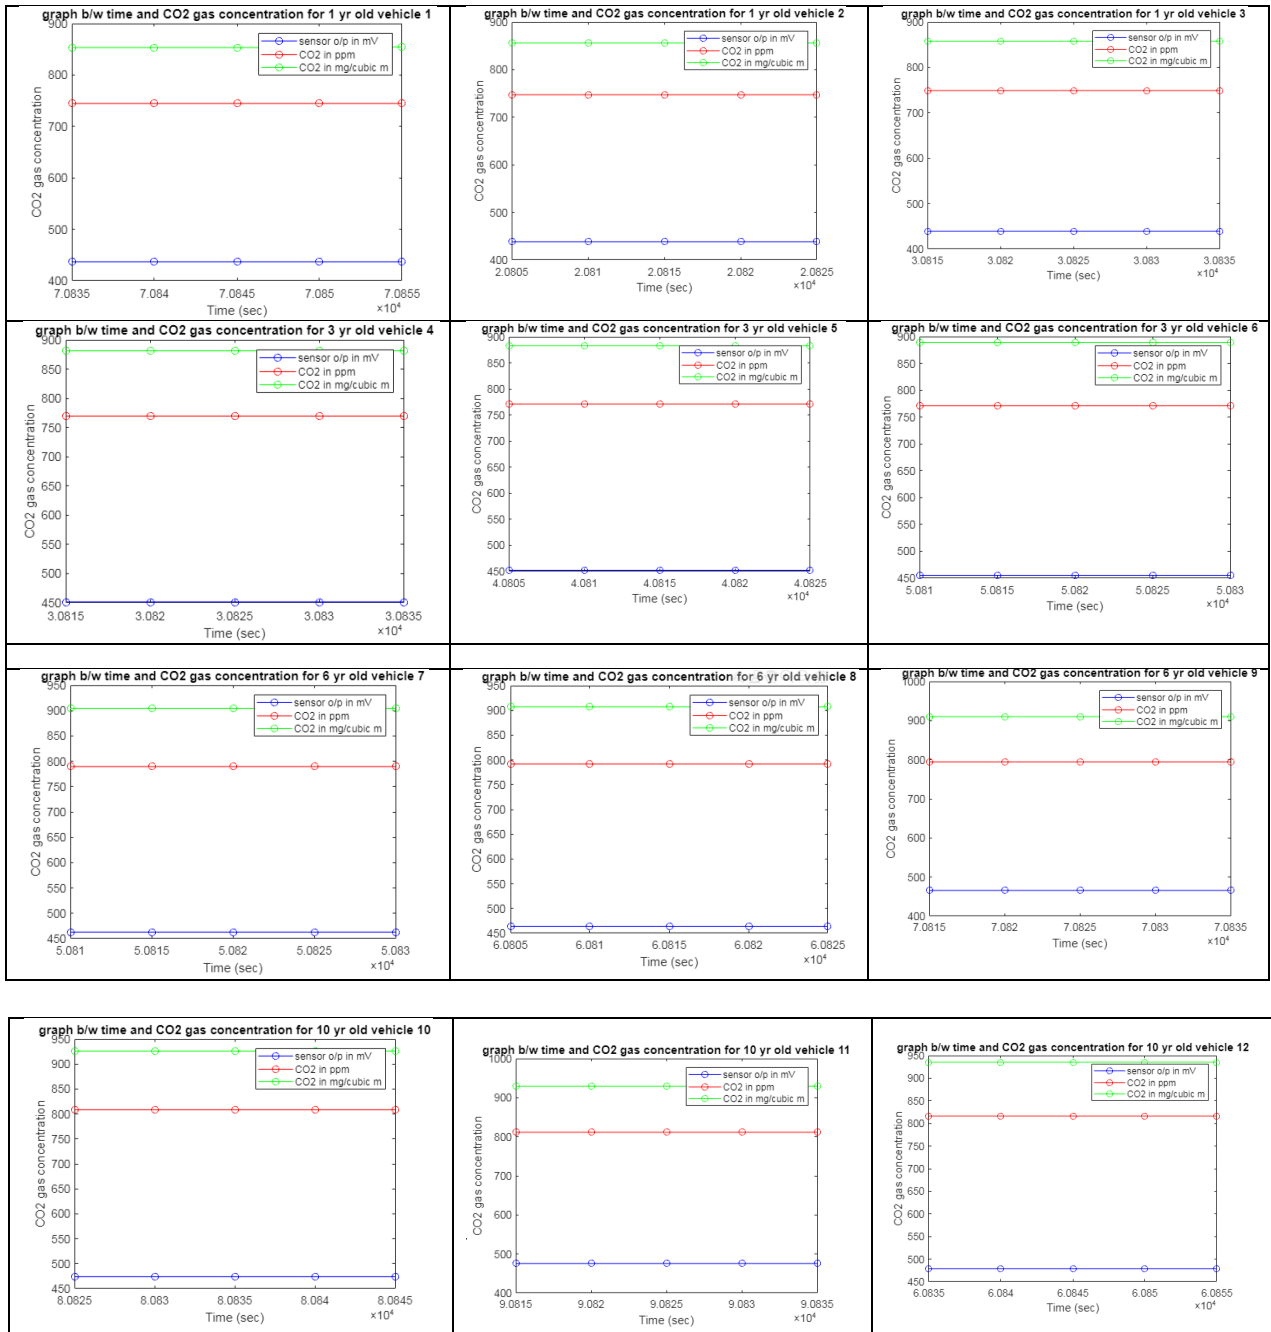 graph b/w time and CO2 gas concentration for 1 yr old vehicle 1
900
850
800
700
600
500
400
CO2 gas concentration
sensor o/p in mV
CO2 in ppm
CO2 in mg/cubic m
7.0835 7.084 7.0845 7.085 7.0855
Time (sec)
×10⁴
graph b/w time and CO2 gas concentration for 1 yr old vehicle 2
900
800
700
600
500
400
CO2 gas concentration
sensor o/p in mV
CO2 in ppm
CO2 in mg/cubic m
2.0805 2.081 2.0815 2.082 2.0825
Time (sec)
×10⁴
graph b/w time and CO2 gas concentration for 1 yr old vehicle 3
900
800
700
600
500
400
CO2 gas concentration
sensor o/p in mV
CO2 in ppm
CO2 in mg/cubic m
3.0815 3.082 3.0825 3.083 3.0835
Time (sec)
×10⁴
graph b/w time and CO2 gas concentration for 3 yr old vehicle 4
900
850
800
750
700
650
600
550
500
450
CO2 gas concentration
sensor o/p in mV
CO2 in ppm
CO2 in mg/cubic m
3.0815 3.082 3.0825 3.083 3.0835
Time (sec)
×10⁴
graph b/w time and CO2 gas concentration for 3 yr old vehicle 5
900
850
800
750
700
650
600
550
500
450
CO2 gas concentration
sensor o/p in mV
CO2 in ppm
CO2 in mg/cubic m
4.0805 4.081 4.0815 4.082 4.0825
Time (sec)
×10⁴
graph b/w time and CO2 gas concentration for 3 yr old vehicle 6
900
850
800
750
700
650
600
550
500
450
CO2 gas concentration
sensor o/p in mV
CO2 in ppm
CO2 in mg/cubic m
5.081 5.0815 5.082 5.0825 5.083
Time (sec)
×10⁴
graph b/w time and CO2 gas concentration for 6 yr old vehicle 7
950
900
850
800
750
700
650
600
550
500
450
CO2 gas concentration
sensor o/p in mV
CO2 in ppm
CO2 in mg/cubic m
5.081 5.0815 5.082 5.0825 5.083
Time (sec)
×10⁴
graph b/w time and CO2 gas concentration for 6 yr old vehicle 8
950
900
850
800
750
700
650
600
550
500
450
CO2 gas concentration
sensor o/p in mV
CO2 in ppm
CO2 in mg/cubic m
6.0805 6.081 6.0815 6.082 6.0825
Time (sec)
×10⁴
graph b/w time and CO2 gas concentration for 6 yr old vehicle 9
1000
900
800
700
600
500
400
CO2 gas concentration
sensor o/p in mV
CO2 in ppm
CO2 in mg/cubic m
7.0815 7.082 7.0825 7.083 7.0835
Time (sec)
×10⁴
graph b/w time and CO2 gas concentration for 10 yr old vehicle 10
950
900
850
800
750
700
650
600
550
500
450
CO2 gas concentration
sensor o/p in mV
CO2 in ppm
CO2 in mg/cubic m
8.0825 8.083 8.0835 8.084 8.0845
Time (sec)
×10⁴
graph b/w time and CO2 gas concentration for 10 yr old vehicle 11
1000
900
800
700
600
500
400
CO2 gas concentration
sensor o/p in mV
CO2 in ppm
CO2 in mg/cubic m
9.0815 9.082 9.0825 9.083 9.0835
Time (sec)
×10⁴
graph b/w time and CO2 gas concentration for 10 yr old vehicle 12
950
900
850
800
750
700
650
600
550
500
450
CO2 gas concentration
sensor o/p in mV
CO2 in ppm
CO2 in mg/cubic m
6.0835 6.084 6.0845 6.085 6.0855
Time (sec)
×10⁴